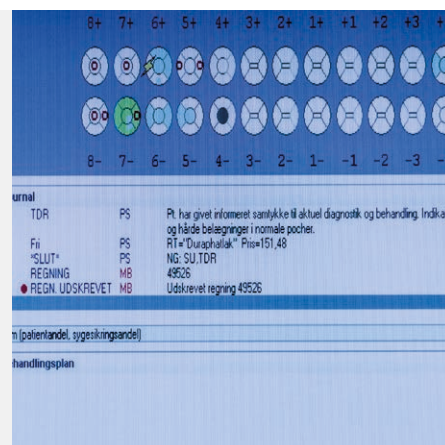 8+ 7+ 6+ 5+ 4+ 3+ 2+ 1+ +1 +2 +3 +
8- 7- 6- 5- 4- 3- 2- 1- -1 -2 -3 -
urnal
TDR PS Pt. har givet informeret samtykke til aktuel diagnostik og behandling. Indika
og hårde belægninger i normale pocher.
Fri PS RT="Duraphatlak" Pris=151,48
*SLUT* PS NG: SU,TDR
REGNING MB 49526
REGN. UDSKREVET MB Udskrevet regning 49526
m (patientandel, sygesikringsandel)
handlingsplan